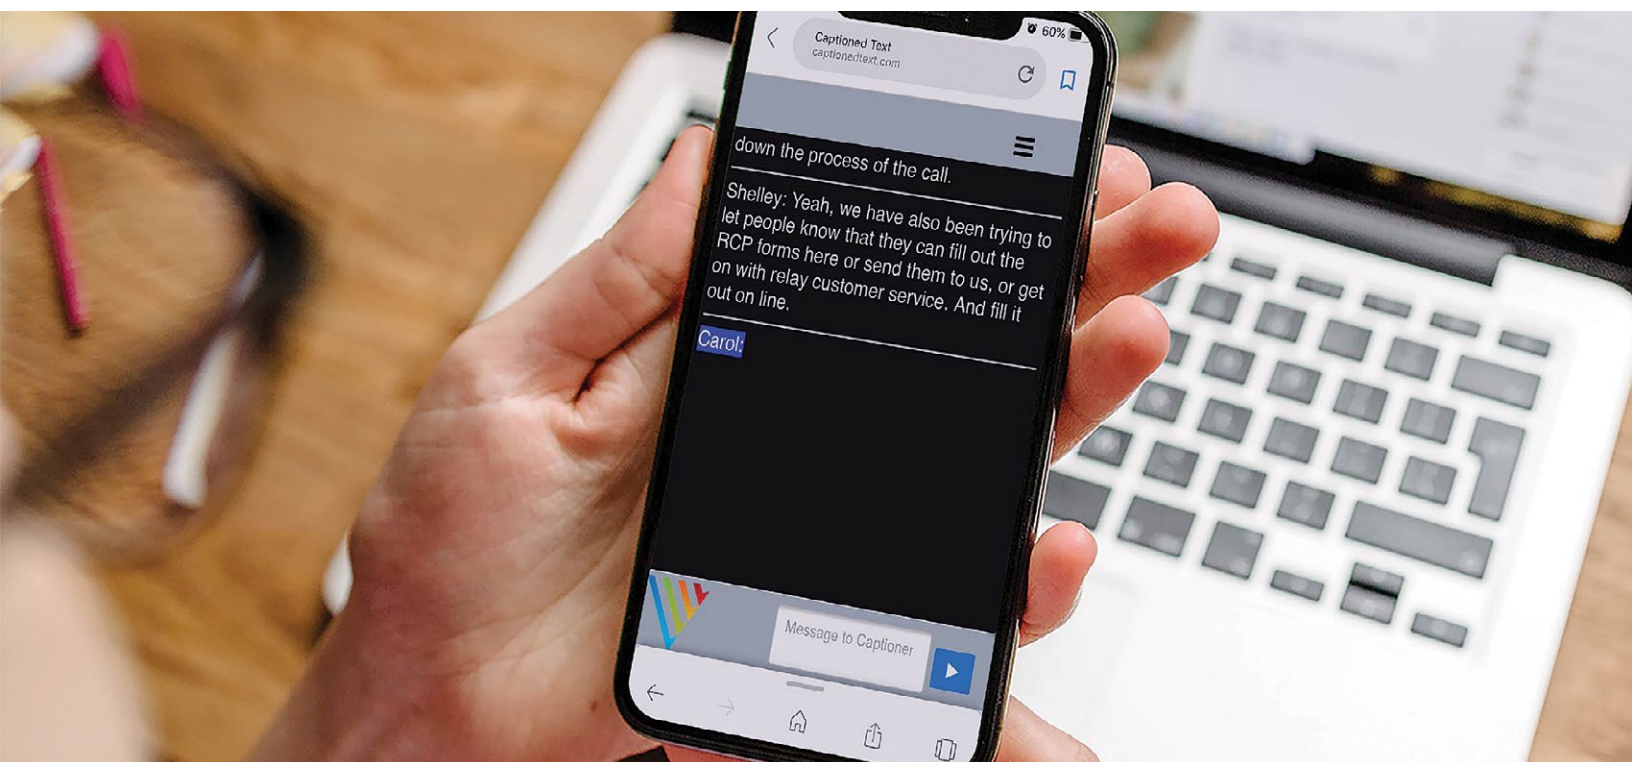 60%
Captioned Text
captionedtext.com
down the process of the call.
Shelley: Yeah, we have also been trying to
let people know that they can fill out the
RCP forms here or send them to us, or get
on with relay customer service. And fill it
out on line.
Carol:
Message to Captioner